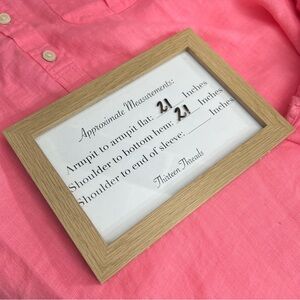 Approximate Measurements:
Armpit to armpit flat: 21 Inches
Shoulder to bottom hem: 21 Inches
Shoulder to end of sleeve: ______ Inches
Thirteen Threads